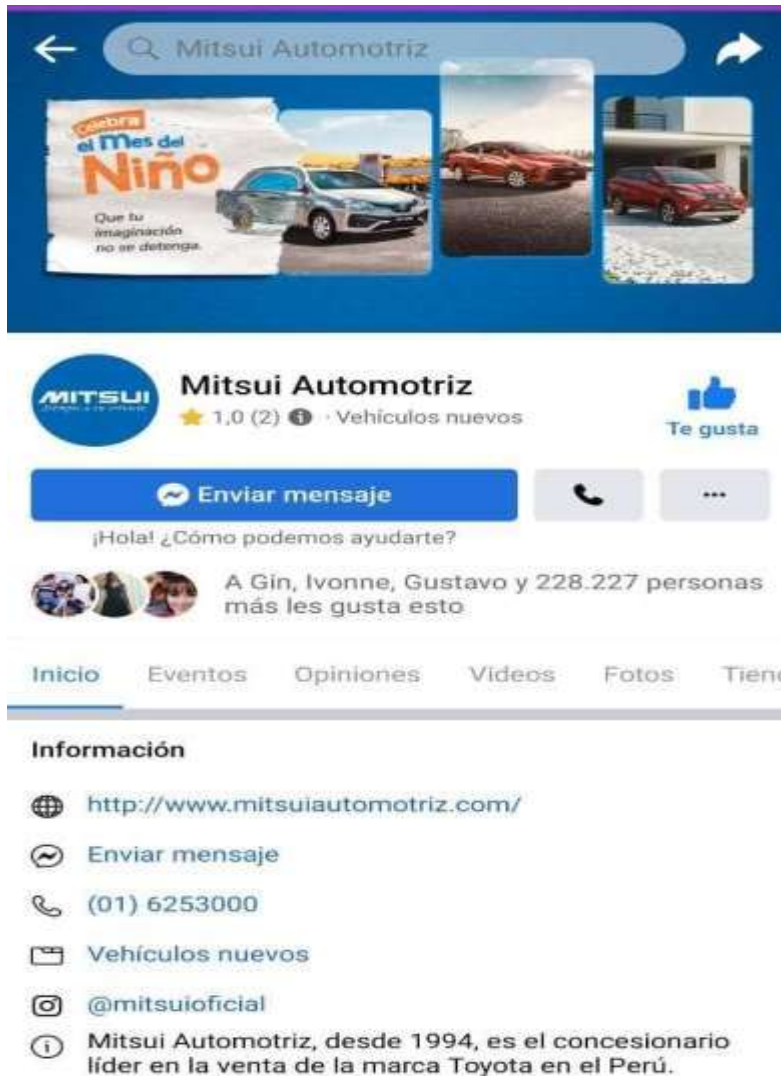 Mitsui Automotriz
Celebra
el mes del
Niño
Que tu
imaginación
no se detenga.
MITSUI
Mitsui Automotriz
1,0 (2) · Vehículos nuevos
Te gusta
Enviar mensaje
¡Hola! ¿Cómo podemos ayudarte?
A Gin, Ivonne, Gustavo y 228.227 personas
más les gusta esto
Inicio Eventos Opiniones Videos Fotos Tiend
Información
http://www.mitsuiautomotriz.com/
Enviar mensaje
(01) 6253000
Vehículos nuevos
@mitsuioficial
Mitsui Automotriz, desde 1994, es el concesionario
líder en la venta de la marca Toyota en el Perú.